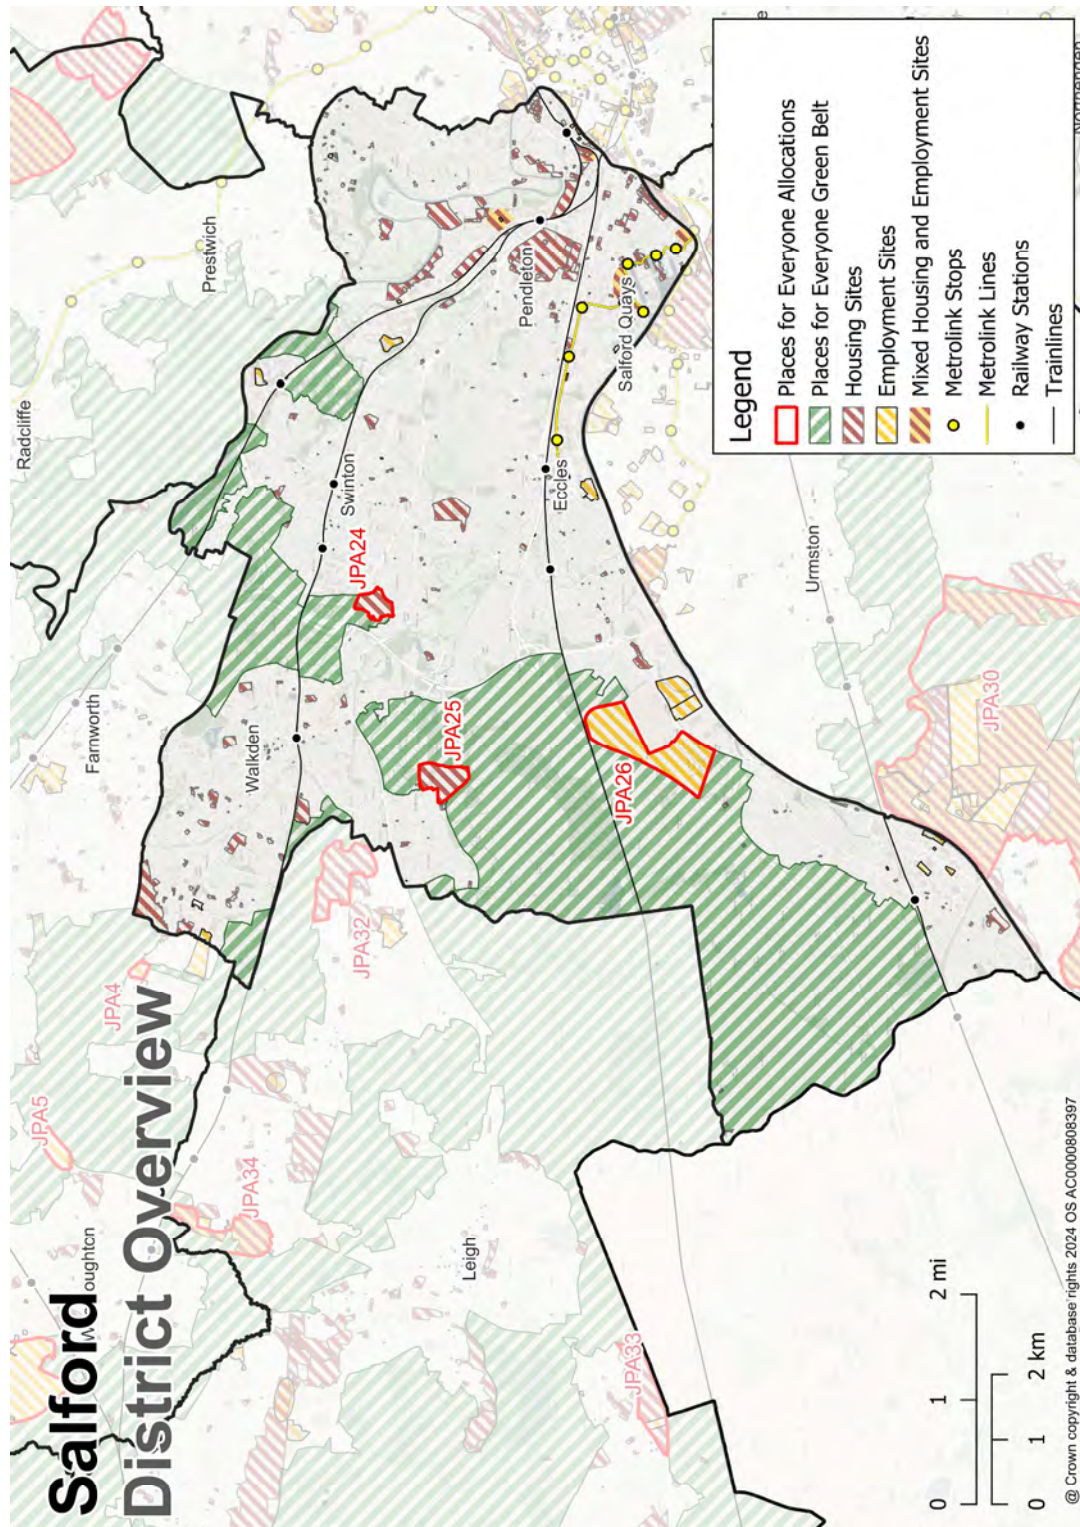 Salford
District Overview
Radcliffe
Prestwich
Farnworth
Walkden
Swinton
Pendleton
Salford Quays
Eccles
Urmston
Leigh
oughton
JPA5
JPA4
JPA34
JPA32
JPA24
JPA25
JPA26
JPA30
JPA33
Legend
Places for Everyone Allocations
Places for Everyone Green Belt
Housing Sites
Employment Sites
Mixed Housing and Employment Sites
Metrolink Stops
Metrolink Lines
Railway Stations
Trainlines
0 1 2 mi
0 1 2 km
@ Crown copyright & database rights 2024 OS AC0000808397